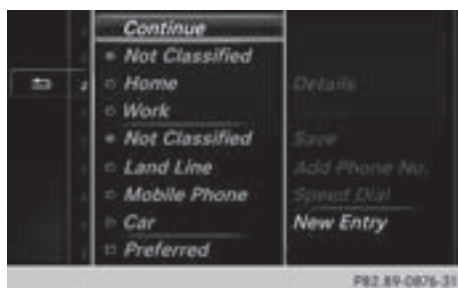 Continue
Not Classified
Home
Work
Not Classified
Land Line
Mobile Phone
Car
Preferred
Details
Save
Add Phone No.
Speed Dial
New Entry
P82.89-0876-31